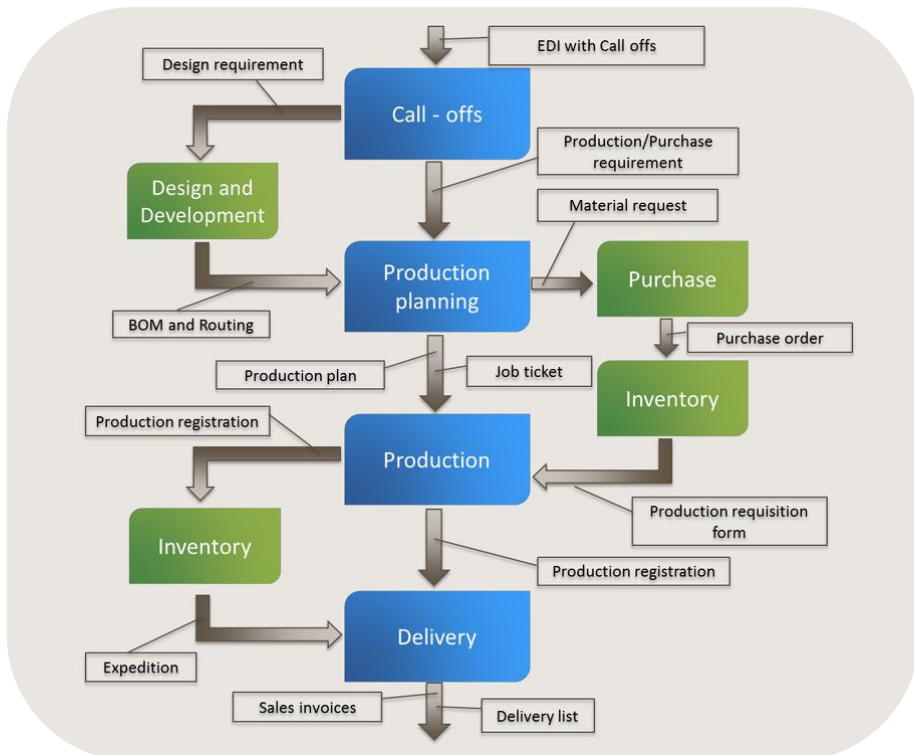 EDI with Call offs
Design requirement
Call - offs
Production/Purchase
requirement
Design and
Development
Material request
Production
planning
Purchase
BOM and Routing
Purchase order
Production plan
Job ticket
Inventory
Production registration
Production
Production requisition
form
Inventory
Production registration
Delivery
Expedition
Sales invoices
Delivery list